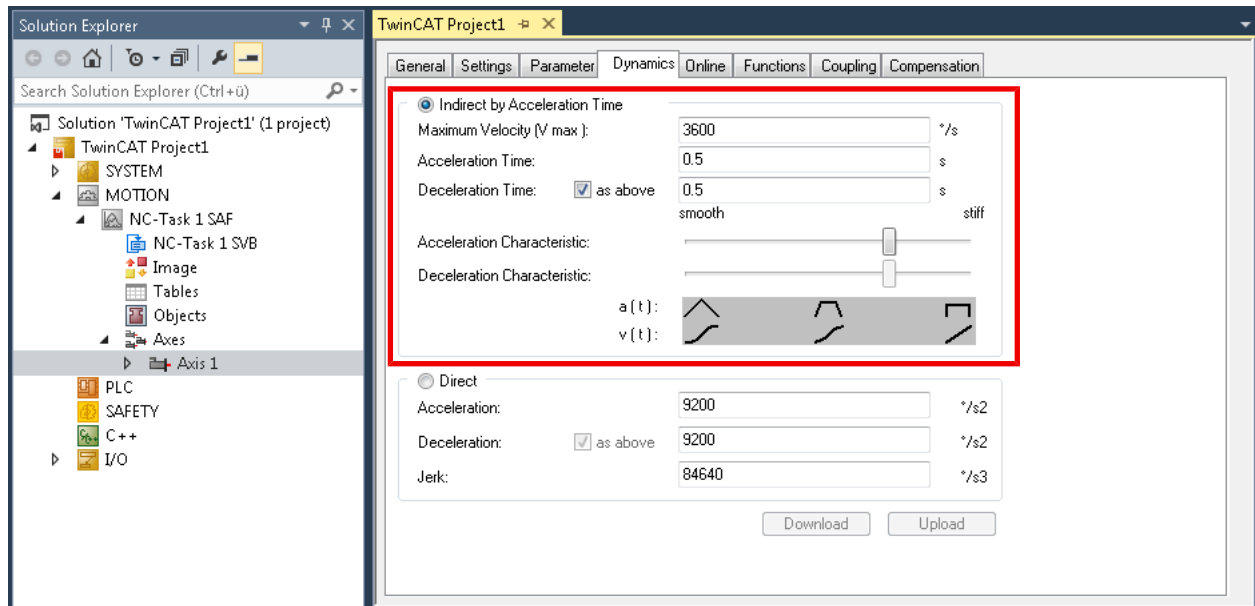 Solution Explorer
Search Solution Explorer (Ctrl+ü)
Solution 'TwinCAT Project1' (1 project)
TwinCAT Project1
SYSTEM
MOTION
NC-Task 1 SAF
NC-Task 1 SVB
Image
Tables
Objects
Axes
Axis 1
PLC
SAFETY
C++
I/O
TwinCAT Project1
General Settings Parameter Dynamics Online Functions Coupling Compensation
Indirect by Acceleration Time
Maximum Velocity (V max ): 3600 °/s
Acceleration Time: 0.5 s
Deceleration Time: as above 0.5 s
smooth stiff
Acceleration Characteristic:
Deceleration Characteristic:
a(t):
v(t):
Direct
Acceleration: 9200 °/s2
Deceleration: as above 9200 °/s2
Jerk: 84640 °/s3
Download Upload